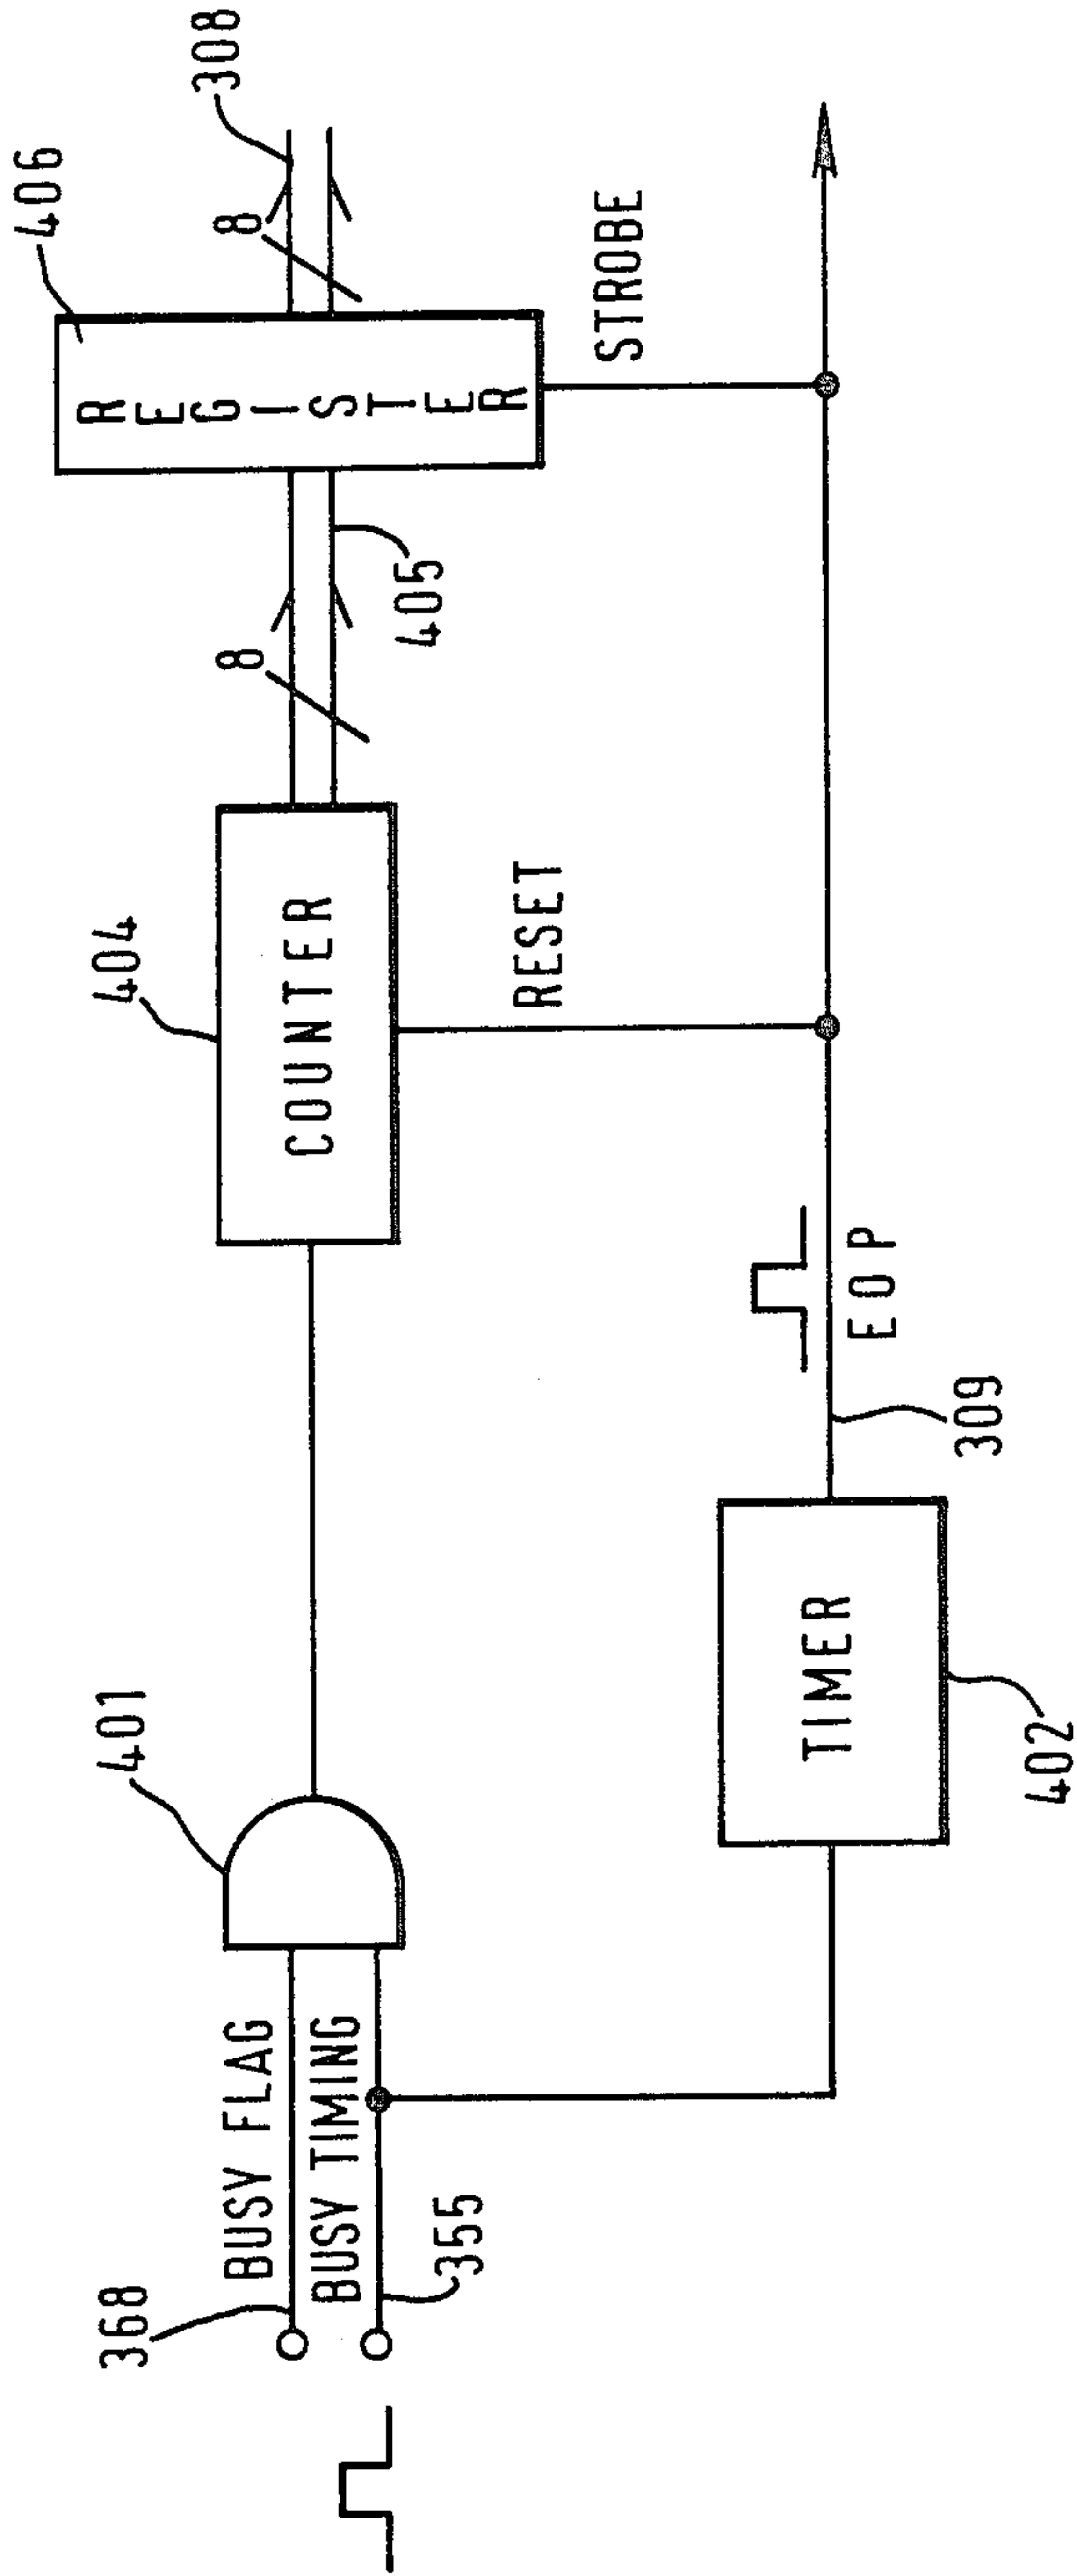 368
BUSY FLAG
BUSY TIMING
355
401
404
COUNTER
8
405
406
REGISTER
8
308
RESET
STROBE
TIMER
402
309
EOP